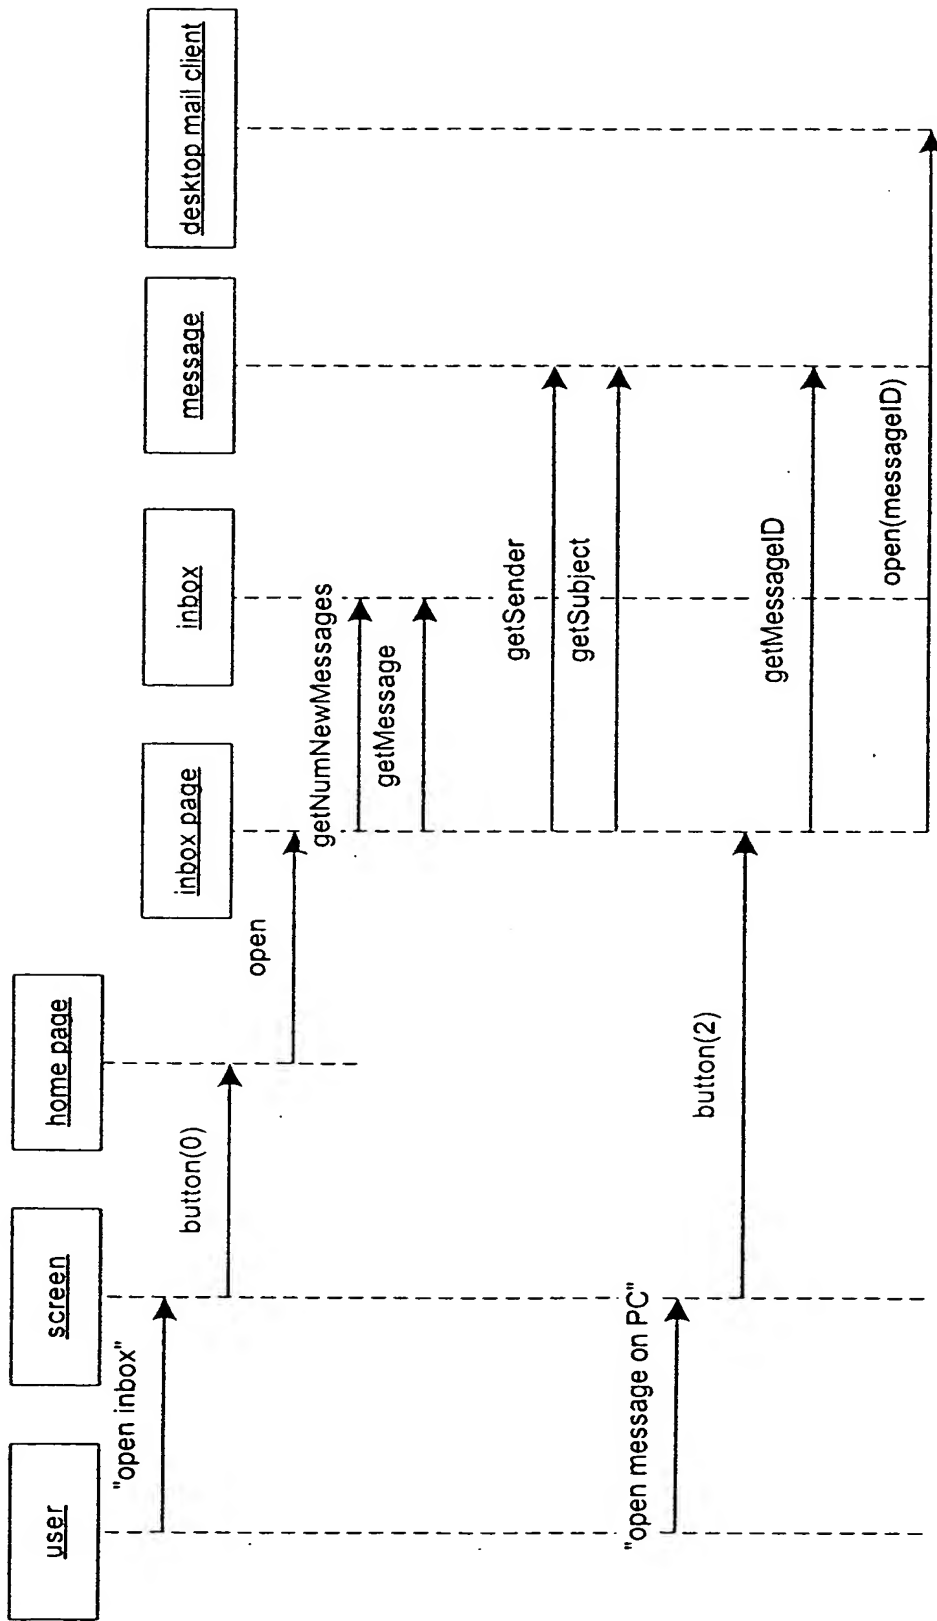 user
screen
home page
inbox page
inbox
message
desktop mail client
"open inbox"
button(0)
open
getNumNewMessages
getMessage
getSender
getSubject
"open message on PC"
button(2)
getMessageID
open(messageID)